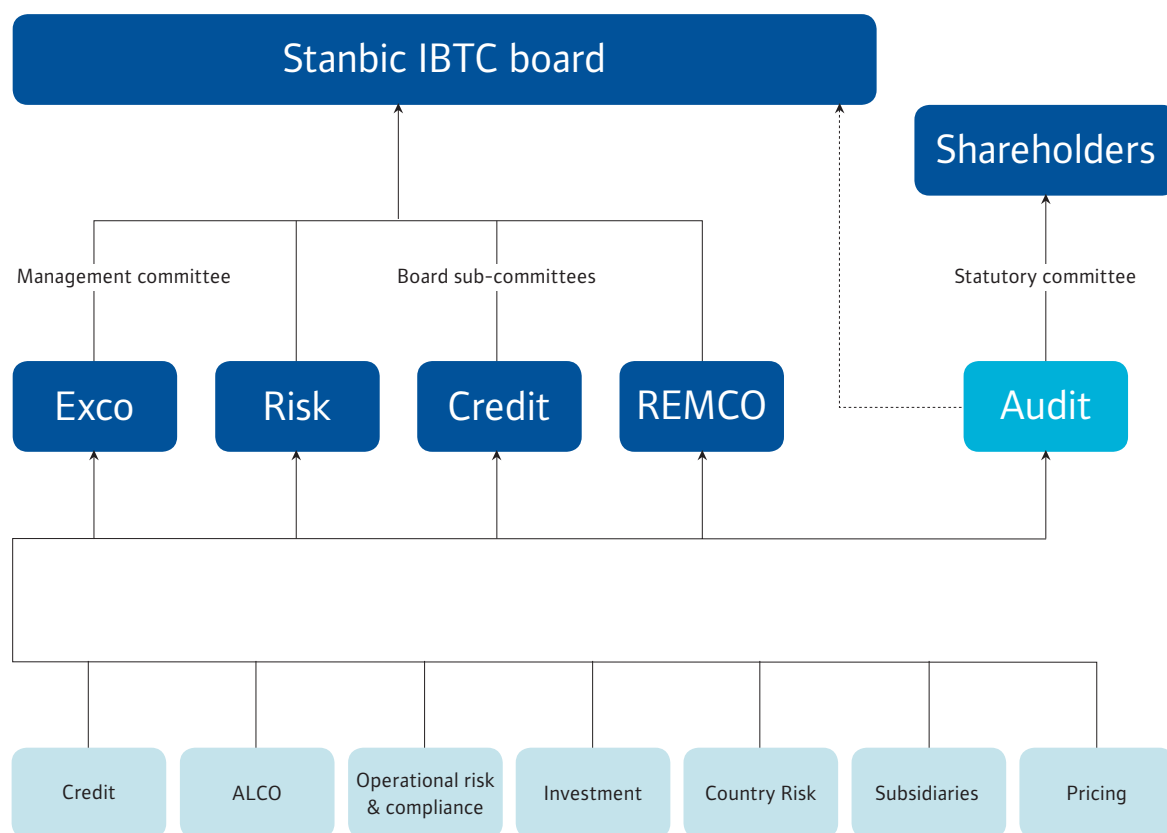 Stanbic IBTC board
Shareholders
Management committee
Board sub-committees
Statutory committee
Exco
Risk
Credit
REMCO
Audit
Credit
ALCO
Operational risk
& compliance
Investment
Country Risk
Subsidiaries
Pricing